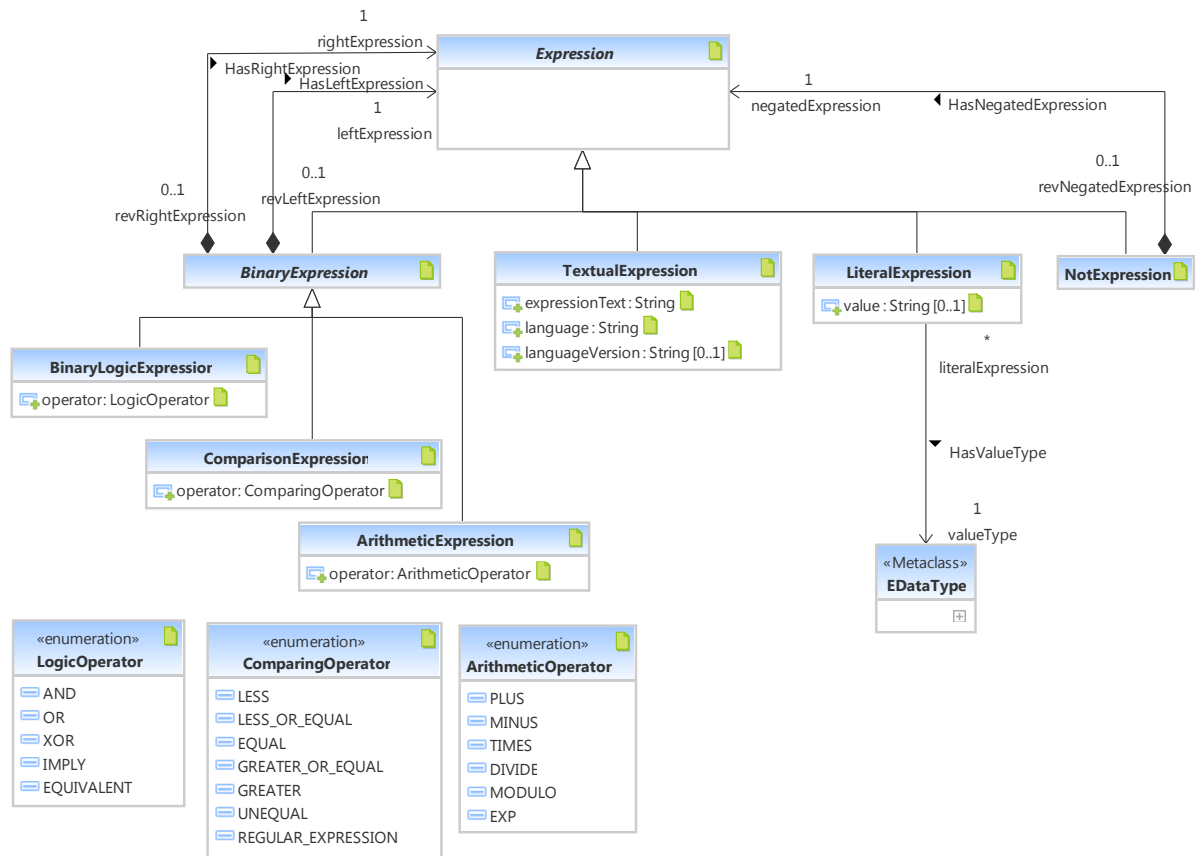 1
rightExpression
HasRightExpression
HasLeftExpression
1
leftExpression
Expression
1
negatedExpression
HasNegatedExpression
0..1
revRightExpression
0..1
revLeftExpression
0..1
revNegatedExpression
BinaryExpression
TextualExpression
expressionText : String
language : String
languageVersion : String [0..1]
LiteralExpression
value : String [0..1]
NotExpression
BinaryLogicExpression
operator: LogicOperator
*
literalExpression
HasValueType
1
valueType
ComparisonExpression
operator: ComparingOperator
ArithmeticExpression
operator: ArithmeticOperator
«Metaclass»
EDataType
«enumeration»
LogicOperator
AND
OR
XOR
IMPLY
EQUIVALENT
«enumeration»
ComparingOperator
LESS
LESS_OR_EQUAL
EQUAL
GREATER_OR_EQUAL
GREATER
UNEQUAL
REGULAR_EXPRESSION
«enumeration»
ArithmeticOperator
PLUS
MINUS
TIMES
DIVIDE
MODULO
EXP